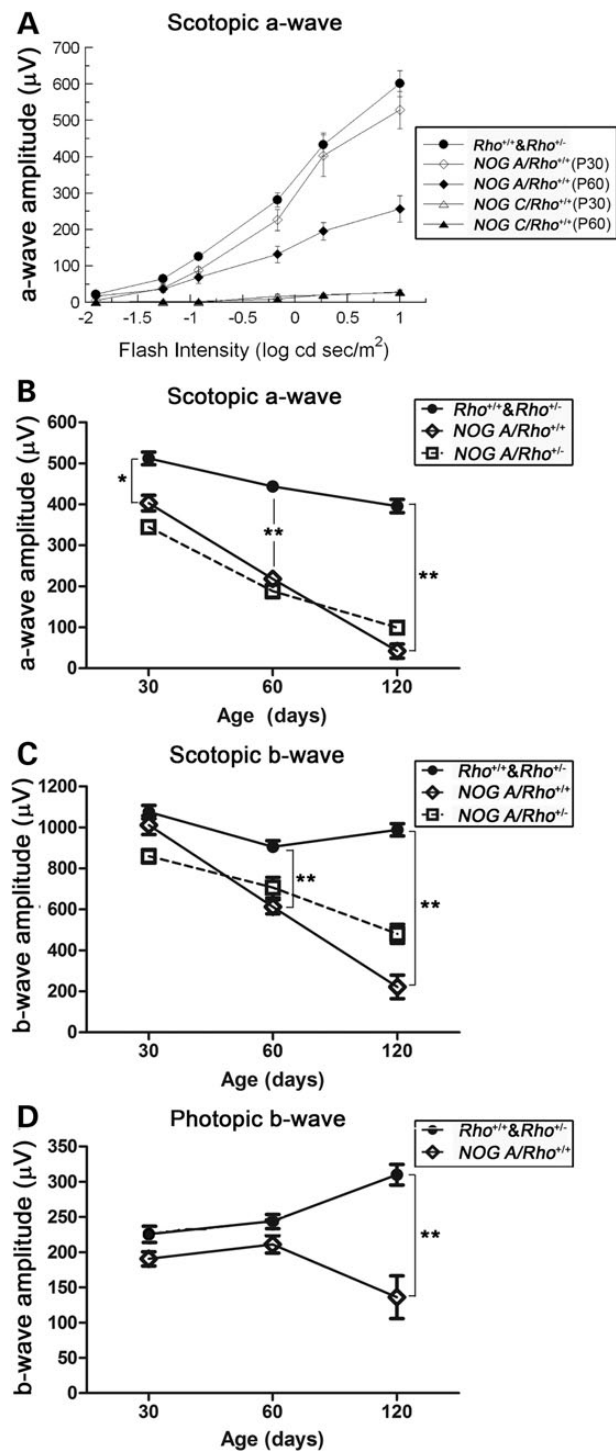 A
Scotopic a-wave
a-wave amplitude (μV)
700
600
500
400
300
200
100
0
-2 -1.5 -1 -0.5 0 0.5 1
Flash Intensity (log cd sec/m²)
Rho⁺/⁺&Rho⁺/⁻
NOG A/Rho⁺/⁺(P30)
NOG A/Rho⁺/⁺(P60)
NOG C/Rho⁺/⁺(P30)
NOG C/Rho⁺/⁺(P60)
B
Scotopic a-wave
a-wave amplitude (μV)
600
500
400
300
200
100
0
*
**
**
30 60 120
Age (days)
Rho⁺/⁺&Rho⁺/⁻
NOG A/Rho⁺/⁺
NOG A/Rho⁺/⁻
C
Scotopic b-wave
b-wave amplitude (μV)
1200
1000
800
600
400
200
0
**
**
30 60 120
Age (days)
Rho⁺/⁺&Rho⁺/⁻
NOG A/Rho⁺/⁺
NOG A/Rho⁺/⁻
D
Photopic b-wave
b-wave amplitude (μV)
350
300
250
200
150
100
50
0
**
30 60 120
Age (days)
Rho⁺/⁺&Rho⁺/⁻
NOG A/Rho⁺/⁺